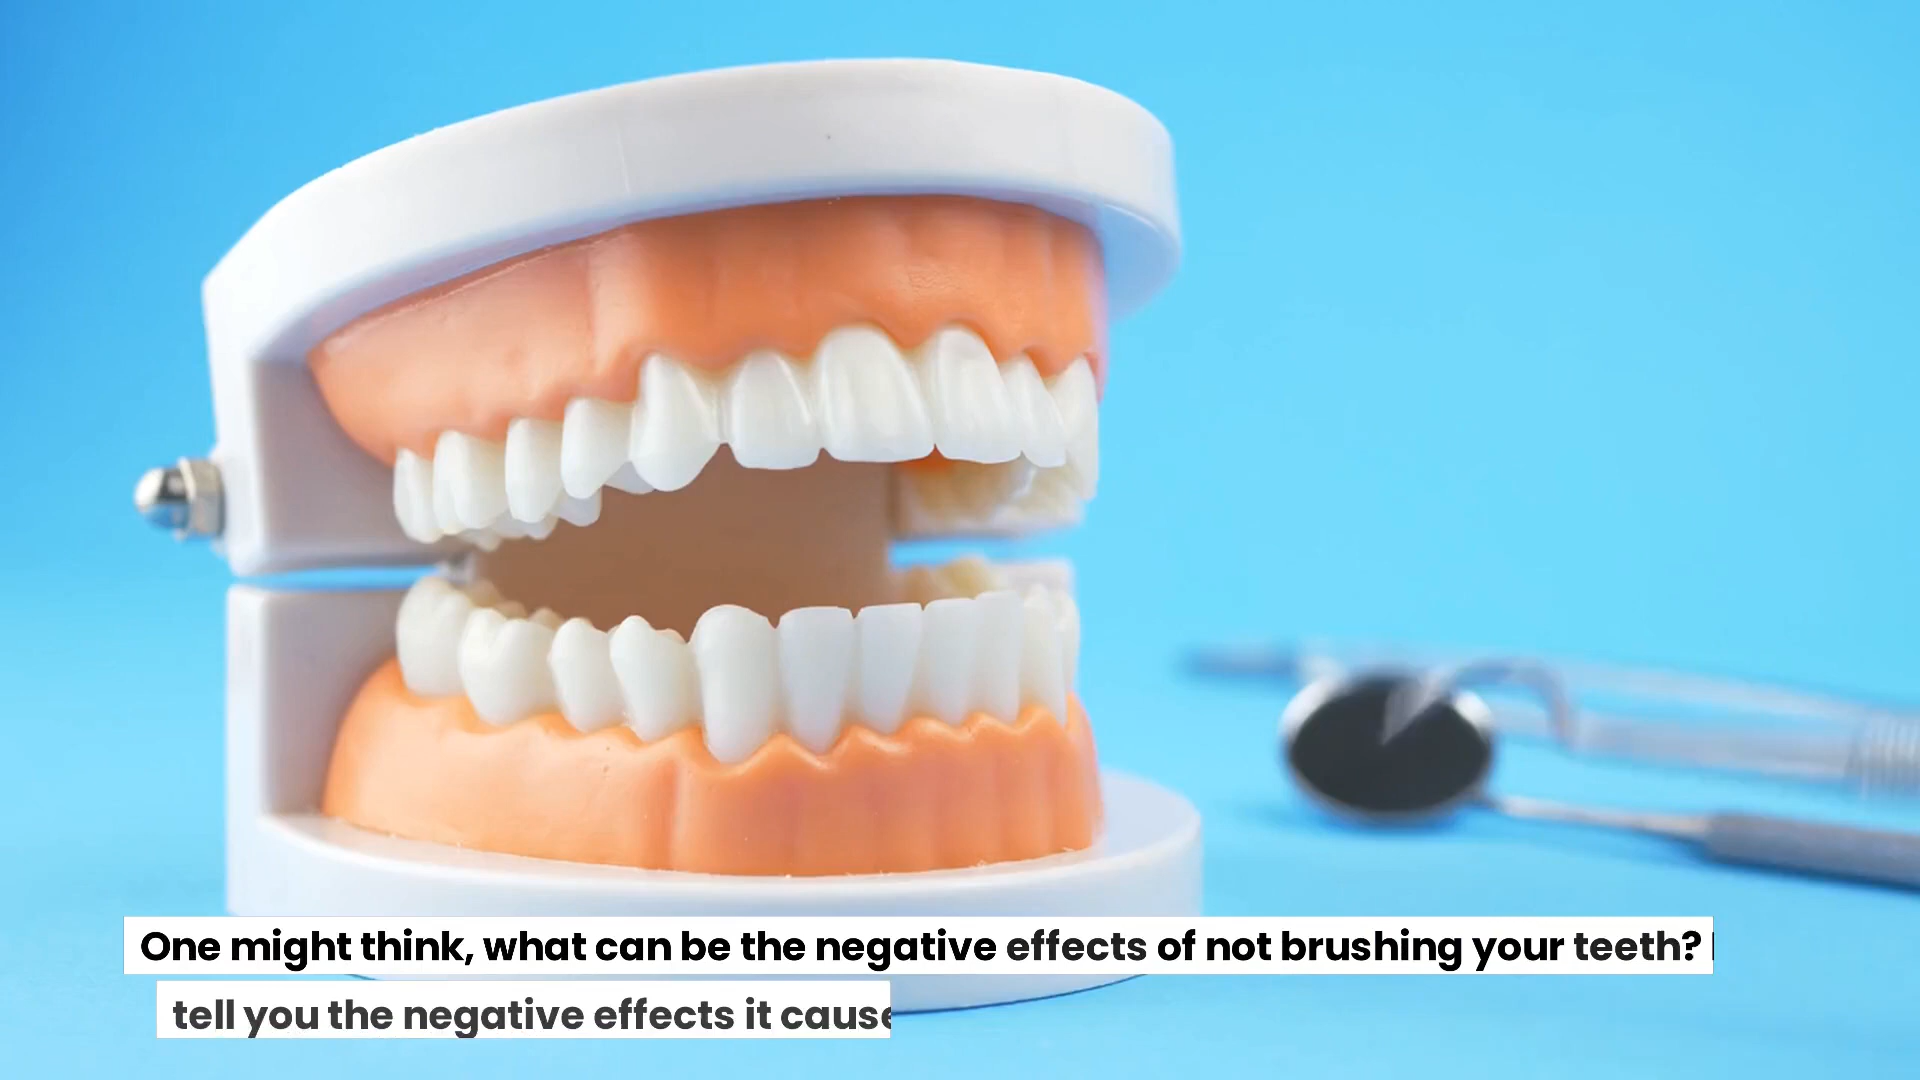 One might think, what can be the negative effects of not brushing your teeth?
tell you the negative effects it